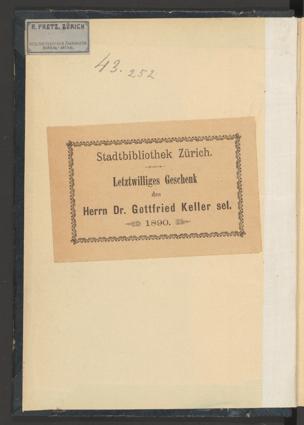 R. FRETZ, ZÜRICH
43.252
Stadtbibliothek Zürich.
Letztwilliges Geschenk
des
Herrn Dr. Gottfried Keller sel.
1890.